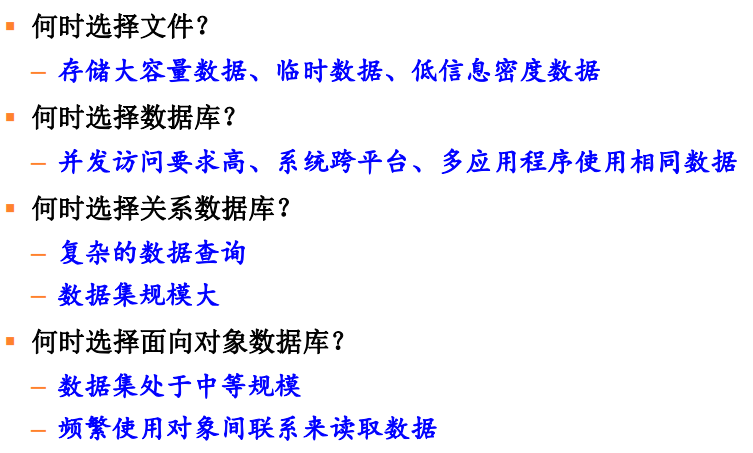 ▪ 何时选择文件？
– 存储大容量数据、临时数据、低信息密度数据
▪ 何时选择数据库？
– 并发访问要求高、系统跨平台、多应用程序使用相同数据
▪ 何时选择关系数据库？
– 复杂的数据查询
– 数据集规模大
▪ 何时选择面向对象数据库？
– 数据集处于中等规模
– 频繁使用对象间联系来读取数据